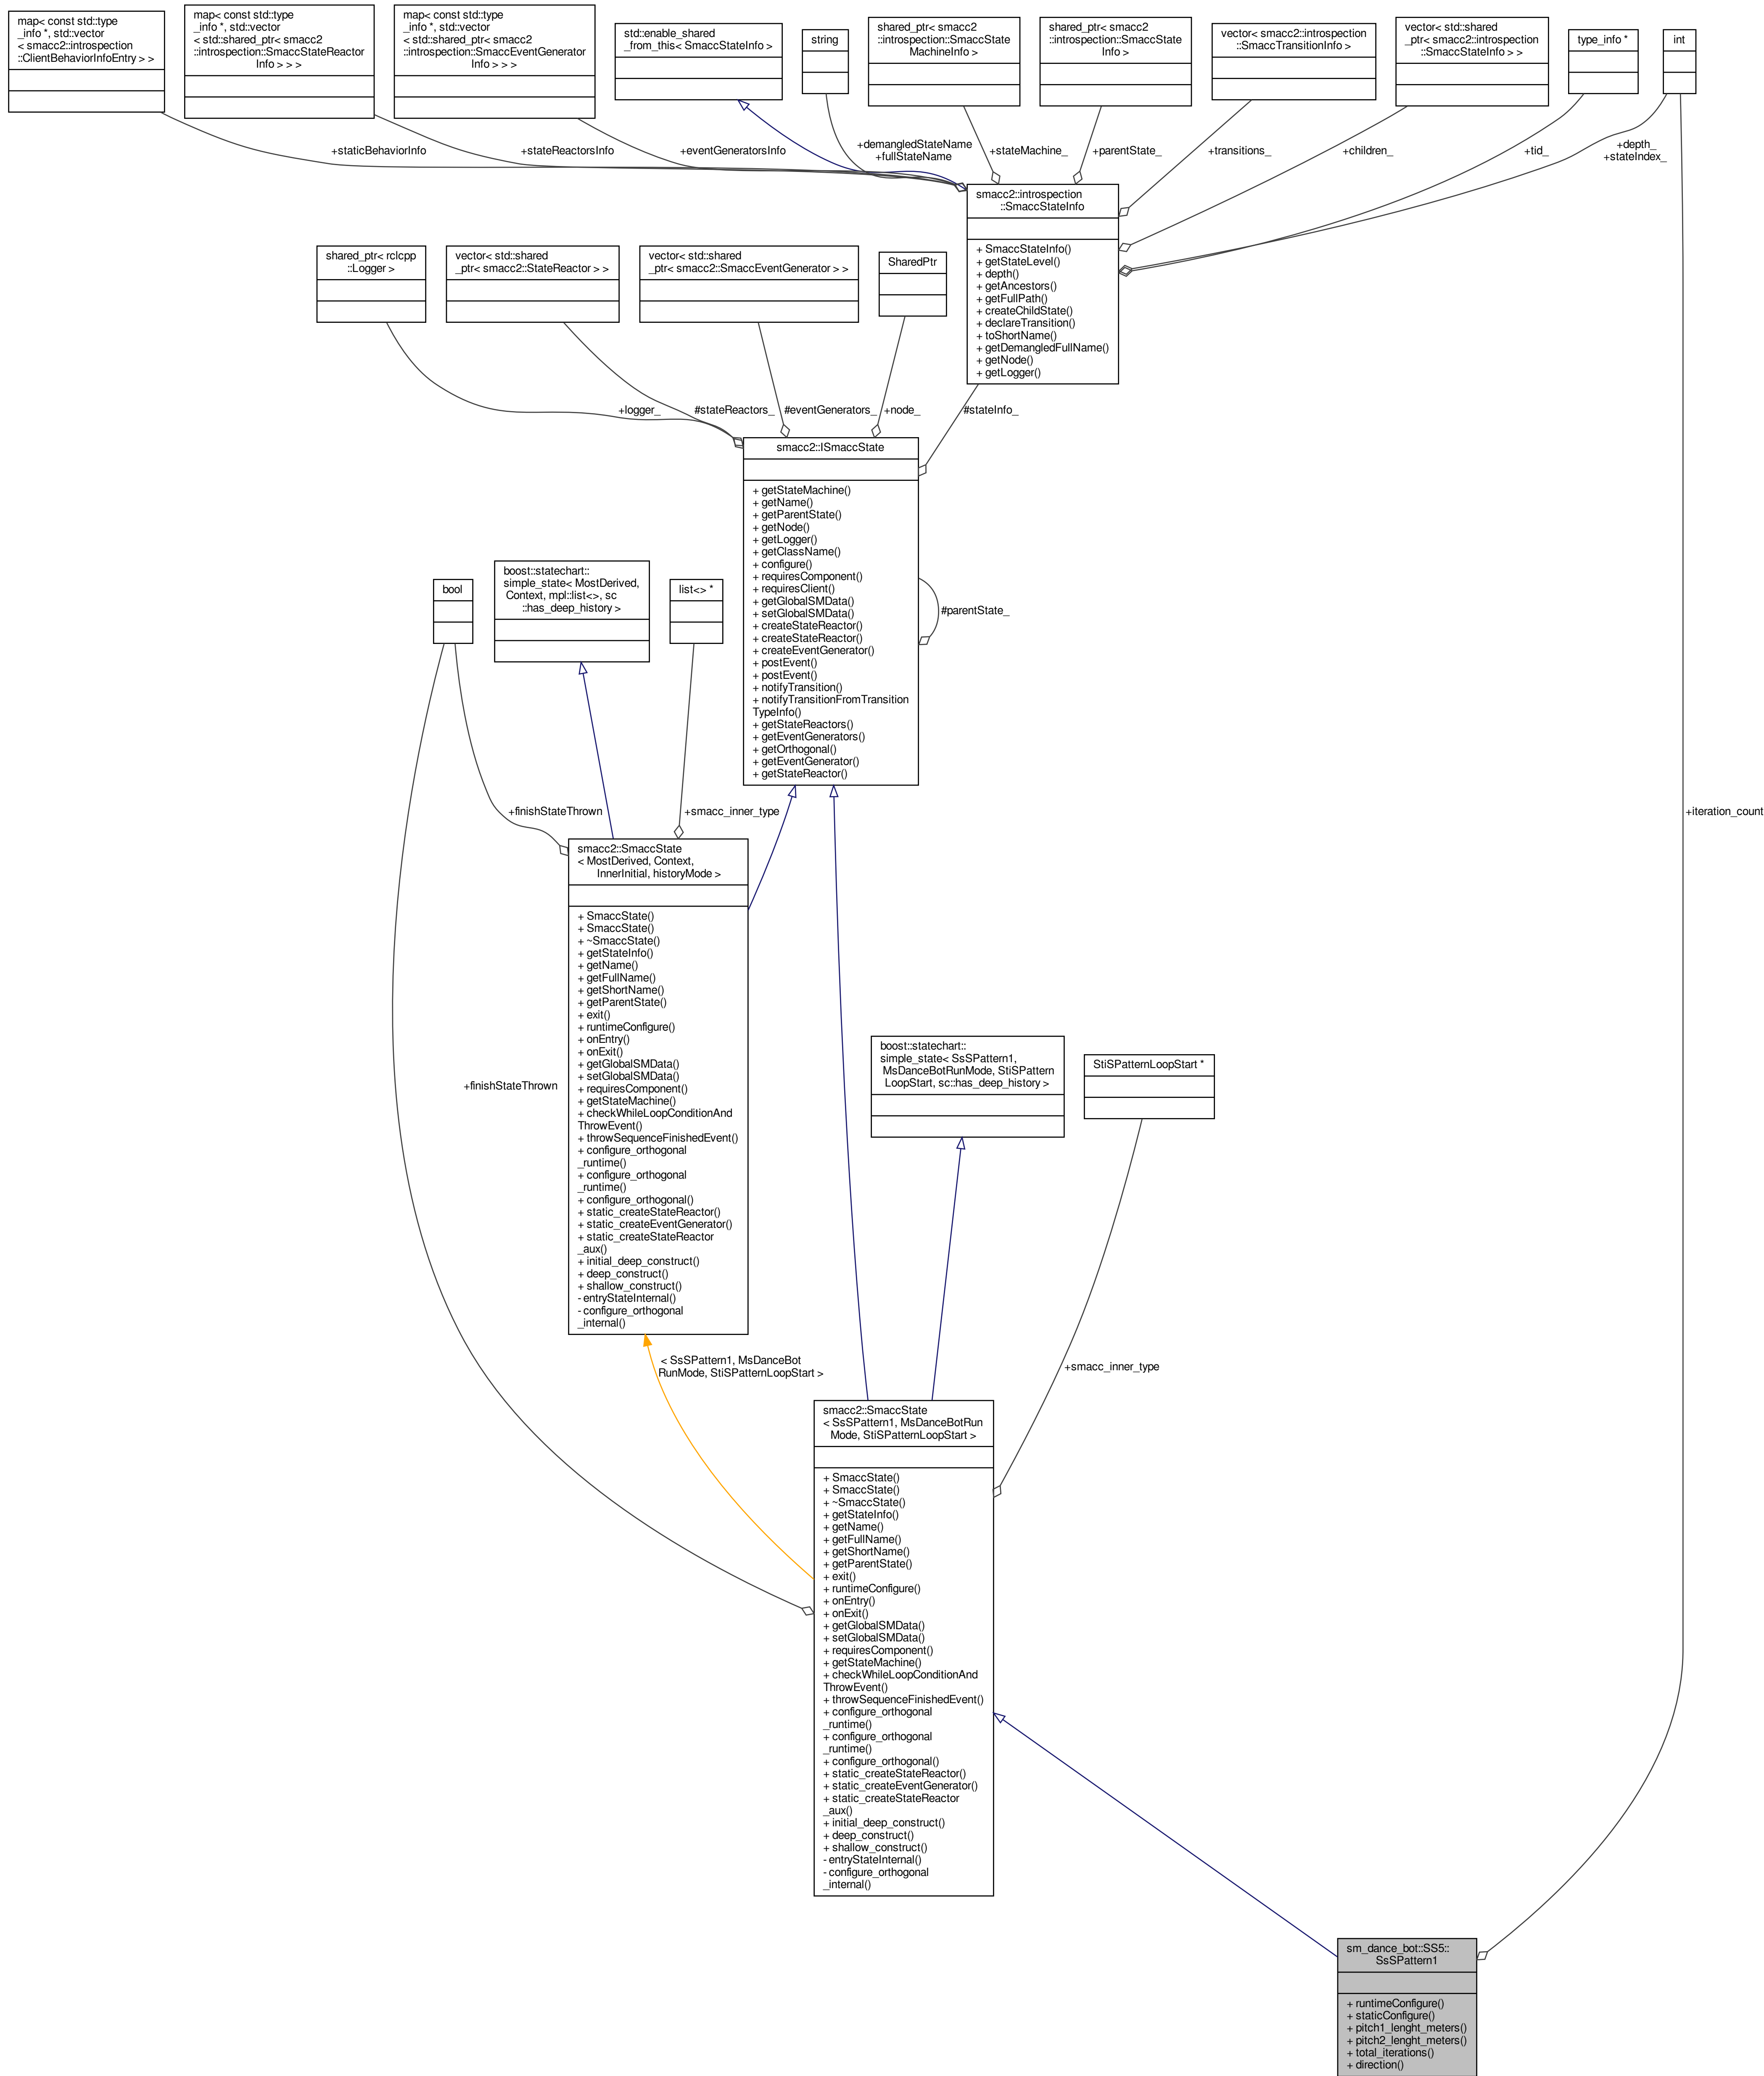 map< const std::type
_info *, std::vector
< smacc2::introspection
::ClientBehaviorInfoEntry > >
map< const std::type
_info *, std::vector
< std::shared_ptr< smacc2
::introspection::SmaccStateReactor
Info > > >
map< const std::type
_info *, std::vector
< std::shared_ptr< smacc2
::introspection::SmaccEventGenerator
Info > > >
std::enable_shared
_from_this< SmaccStateInfo >
string
shared_ptr< smacc2
::introspection::SmaccState
MachineInfo >
shared_ptr< smacc2
::introspection::SmaccState
Info >
vector< smacc2::introspection
::SmaccTransitionInfo >
vector< std::shared
_ptr< smacc2::introspection
::SmaccStateInfo > >
type_info *
int
+staticBehaviorInfo
+stateReactorsInfo
+eventGeneratorsInfo
+demangledStateName
+fullStateName
+stateMachine_
+parentState_
+transitions_
+children_
+tid_
+depth_
+stateIndex_
smacc2::introspection
::SmaccStateInfo
+ SmaccStateInfo()
+ getStateLevel()
+ depth()
+ getAncestors()
+ getFullPath()
+ createChildState()
+ declareTransition()
+ toShortName()
+ getDemangledFullName()
+ getNode()
+ getLogger()
shared_ptr< rclcpp
::Logger >
vector< std::shared
_ptr< smacc2::StateReactor > >
vector< std::shared
_ptr< smacc2::SmaccEventGenerator > >
SharedPtr
+logger_
#stateReactors_
#eventGenerators_
+node_
#stateInfo_
smacc2::ISmaccState
+ getStateMachine()
+ getName()
+ getParentState()
+ getNode()
+ getLogger()
+ getClassName()
+ configure()
+ requiresComponent()
+ requiresClient()
+ getGlobalSMData()
+ setGlobalSMData()
+ createStateReactor()
+ createStateReactor()
+ createEventGenerator()
+ postEvent()
+ postEvent()
+ notifyTransition()
+ notifyTransitionFromTransition
TypeInfo()
+ getStateReactors()
+ getEventGenerators()
+ getOrthogonal()
+ getEventGenerator()
+ getStateReactor()
#parentState_
bool
boost::statechart::
simple_state< MostDerived,
Context, mpl::list<>, sc
::has_deep_history >
list<> *
+finishStateThrown
+smacc_inner_type
+iteration_count
smacc2::SmaccState
< MostDerived, Context,
InnerInitial, historyMode >
+ SmaccState()
+ SmaccState()
+ ~SmaccState()
+ getStateInfo()
+ getName()
+ getFullName()
+ getShortName()
+ getParentState()
+ exit()
+ runtimeConfigure()
+ onEntry()
+ onExit()
+ getGlobalSMData()
+ setGlobalSMData()
+ requiresComponent()
+ getStateMachine()
+ checkWhileLoopConditionAnd
ThrowEvent()
+ throwSequenceFinishedEvent()
+ configure_orthogonal
_runtime()
+ configure_orthogonal
_runtime()
+ configure_orthogonal()
+ static_createStateReactor()
+ static_createEventGenerator()
+ static_createStateReactor
_aux()
+ initial_deep_construct()
+ deep_construct()
+ shallow_construct()
- entryStateInternal()
- configure_orthogonal
_internal()
+finishStateThrown
boost::statechart::
simple_state< SsSPattern1,
MsDanceBotRunMode, StiSPattern
LoopStart, sc::has_deep_history >
StiSPatternLoopStart *
< SsSPattern1, MsDanceBot
RunMode, StiSPatternLoopStart >
+smacc_inner_type
smacc2::SmaccState
< SsSPattern1, MsDanceBotRun
Mode, StiSPatternLoopStart >
+ SmaccState()
+ SmaccState()
+ ~SmaccState()
+ getStateInfo()
+ getName()
+ getFullName()
+ getShortName()
+ getParentState()
+ exit()
+ runtimeConfigure()
+ onEntry()
+ onExit()
+ getGlobalSMData()
+ setGlobalSMData()
+ requiresComponent()
+ getStateMachine()
+ checkWhileLoopConditionAnd
ThrowEvent()
+ throwSequenceFinishedEvent()
+ configure_orthogonal
_runtime()
+ configure_orthogonal
_runtime()
+ configure_orthogonal()
+ static_createStateReactor()
+ static_createEventGenerator()
+ static_createStateReactor
_aux()
+ initial_deep_construct()
+ deep_construct()
+ shallow_construct()
- entryStateInternal()
- configure_orthogonal
_internal()
sm_dance_bot::SS5::
SsSPattern1
+ runtimeConfigure()
+ staticConfigure()
+ pitch1_lenght_meters()
+ pitch2_lenght_meters()
+ total_iterations()
+ direction()